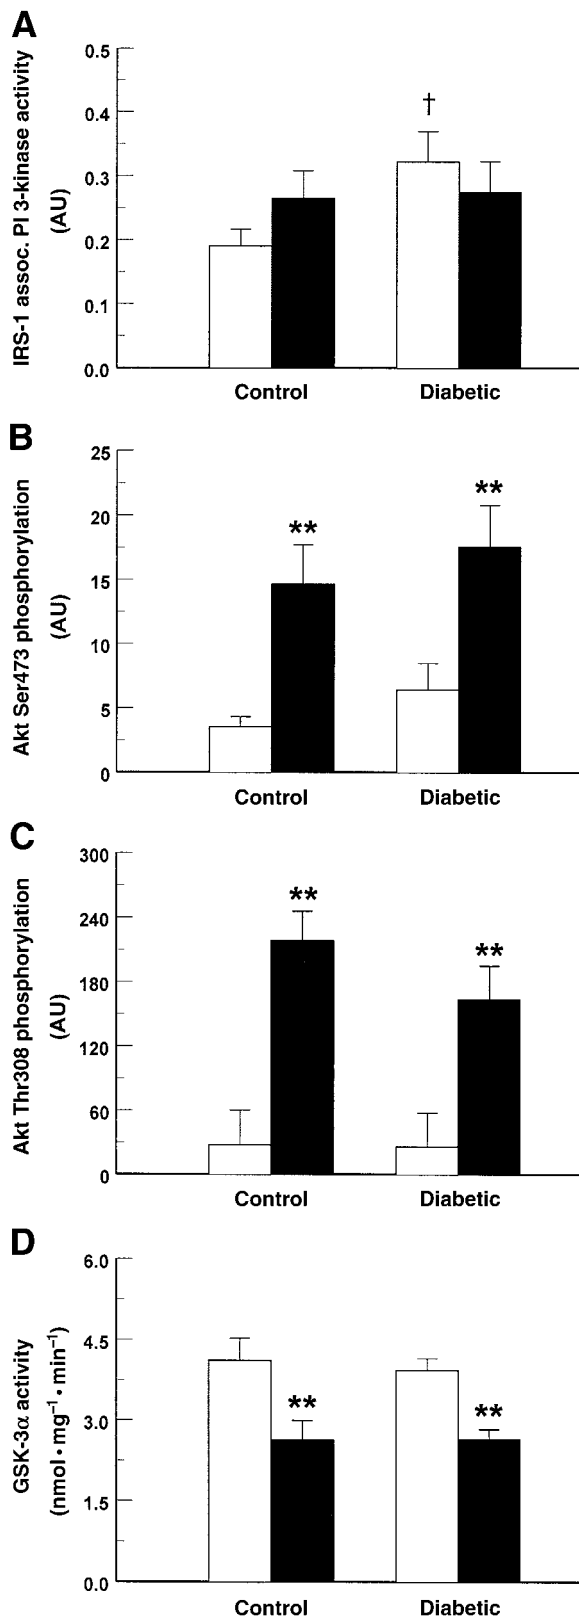 A
IRS-1 assoc. PI 3-kinase activity
(AU)
0.5
0.4
0.3
0.2
0.1
0.0
†
Control
Diabetic
B
Akt Ser473 phosphorylation
(AU)
25
20
15
10
5
0
**
**
Control
Diabetic
C
Akt Thr308 phosphorylation
(AU)
300
240
180
120
60
0
**
**
Control
Diabetic
D
GSK-3α activity
(nmol • mg⁻¹ • min⁻¹)
6.0
4.5
3.0
1.5
0.0
**
**
Control
Diabetic